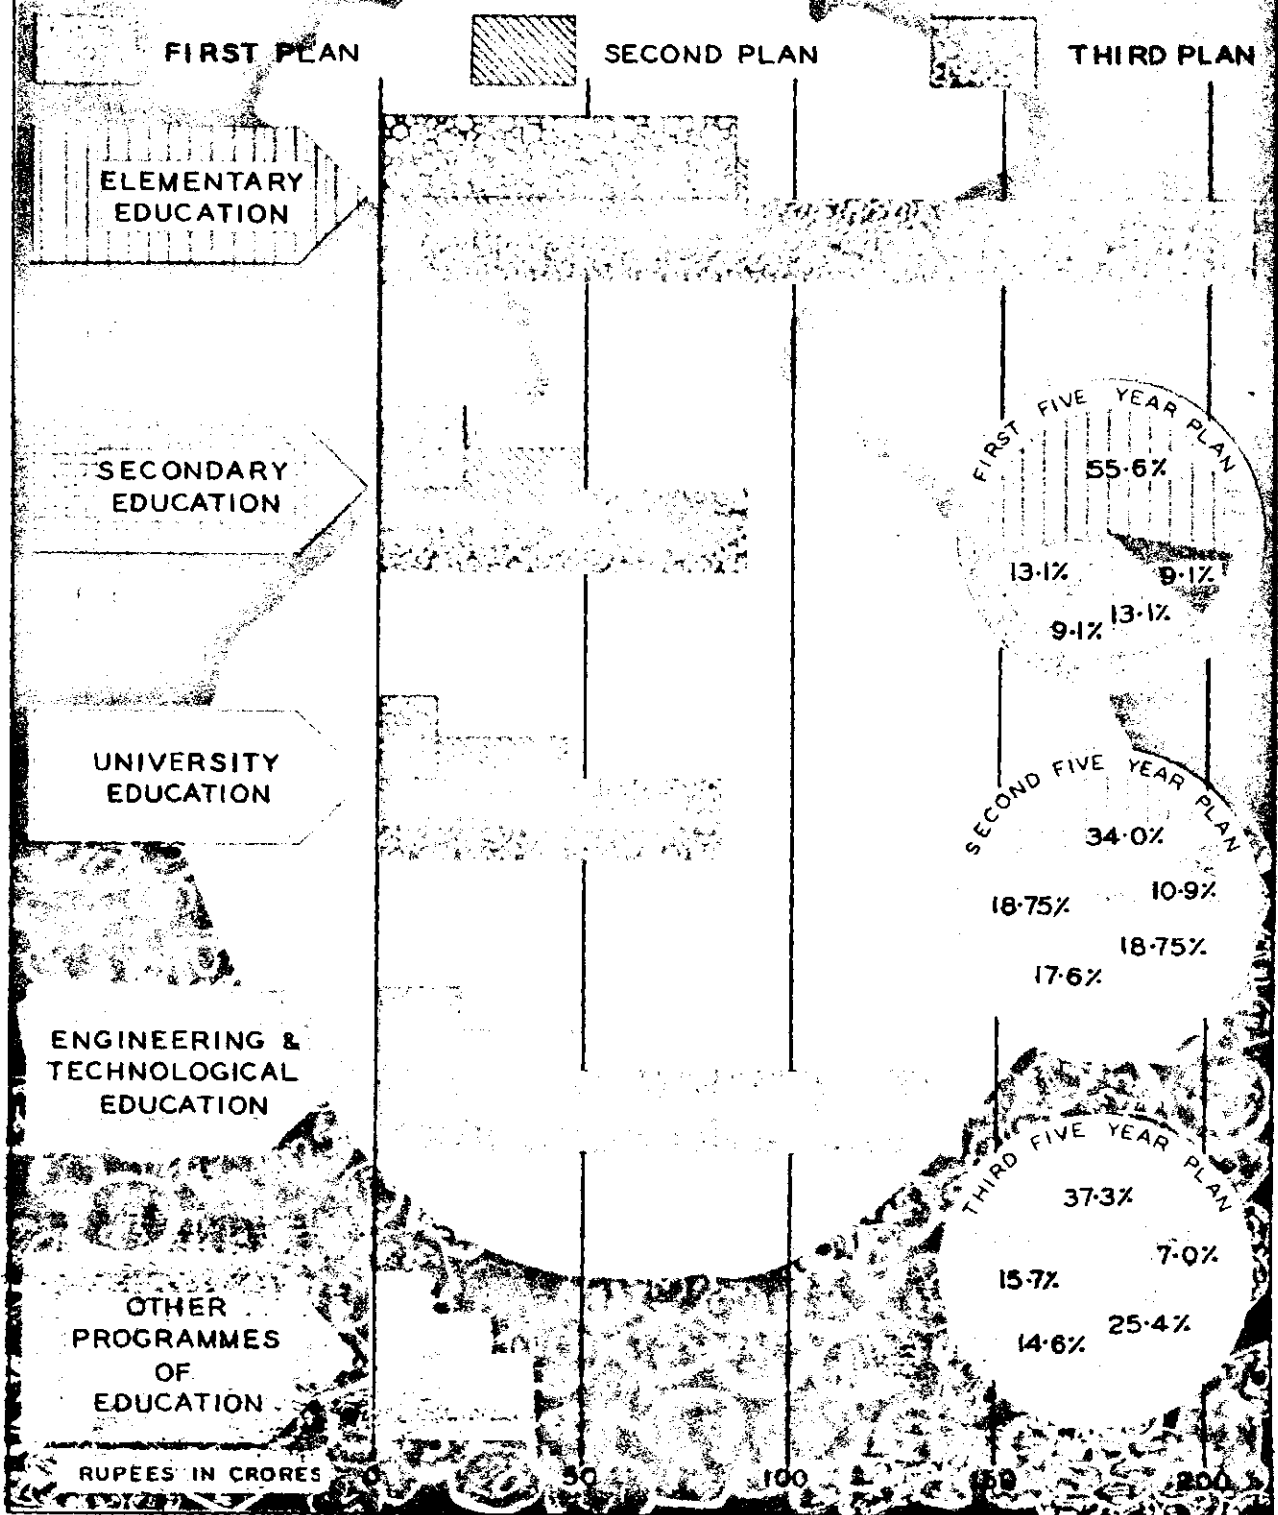 FIRST PLAN
SECOND PLAN
THIRD PLAN
ELEMENTARY
EDUCATION
SECONDARY
EDUCATION
UNIVERSITY
EDUCATION
ENGINEERING &
TECHNOLOGICAL
EDUCATION
OTHER
PROGRAMMES
OF
EDUCATION
FIRST FIVE YEAR PLAN
55·6%
13·1%
9·1%
9·1%
13·1%
SECOND FIVE YEAR PLAN
34·0%
10·9%
18·75%
18·75%
17·6%
THIRD FIVE YEAR PLAN
37·3%
7·0%
15·7%
25·4%
14·6%
RUPEES IN CRORES
0
50
100
150
200